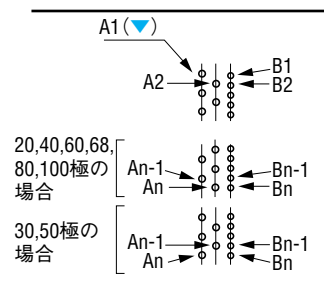 A1(▼)
A2
B1
B2
20,40,60,68,
80,100極の
場合
An-1
An
Bn-1
Bn
30,50極の
場合
An-1
An
Bn-1
Bn